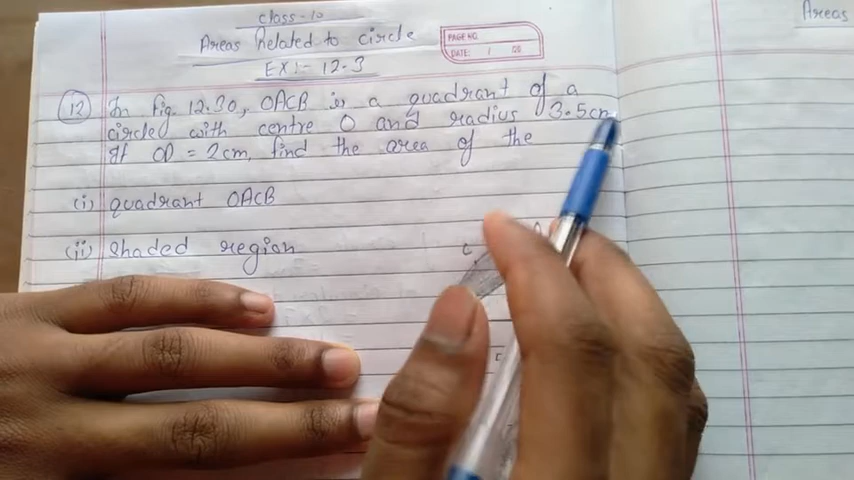 Class-10
Areas Related to circle
EX:- 12.3
PAGE NO.
DATE: / /20
Areas
12 In Fig. 12.30, OACB is a quadrant of a
circle with centre O and radius 3.5cm
If OD = 2cm, find the area of the
(i) quadrant OACB
(ii) Shaded region
C